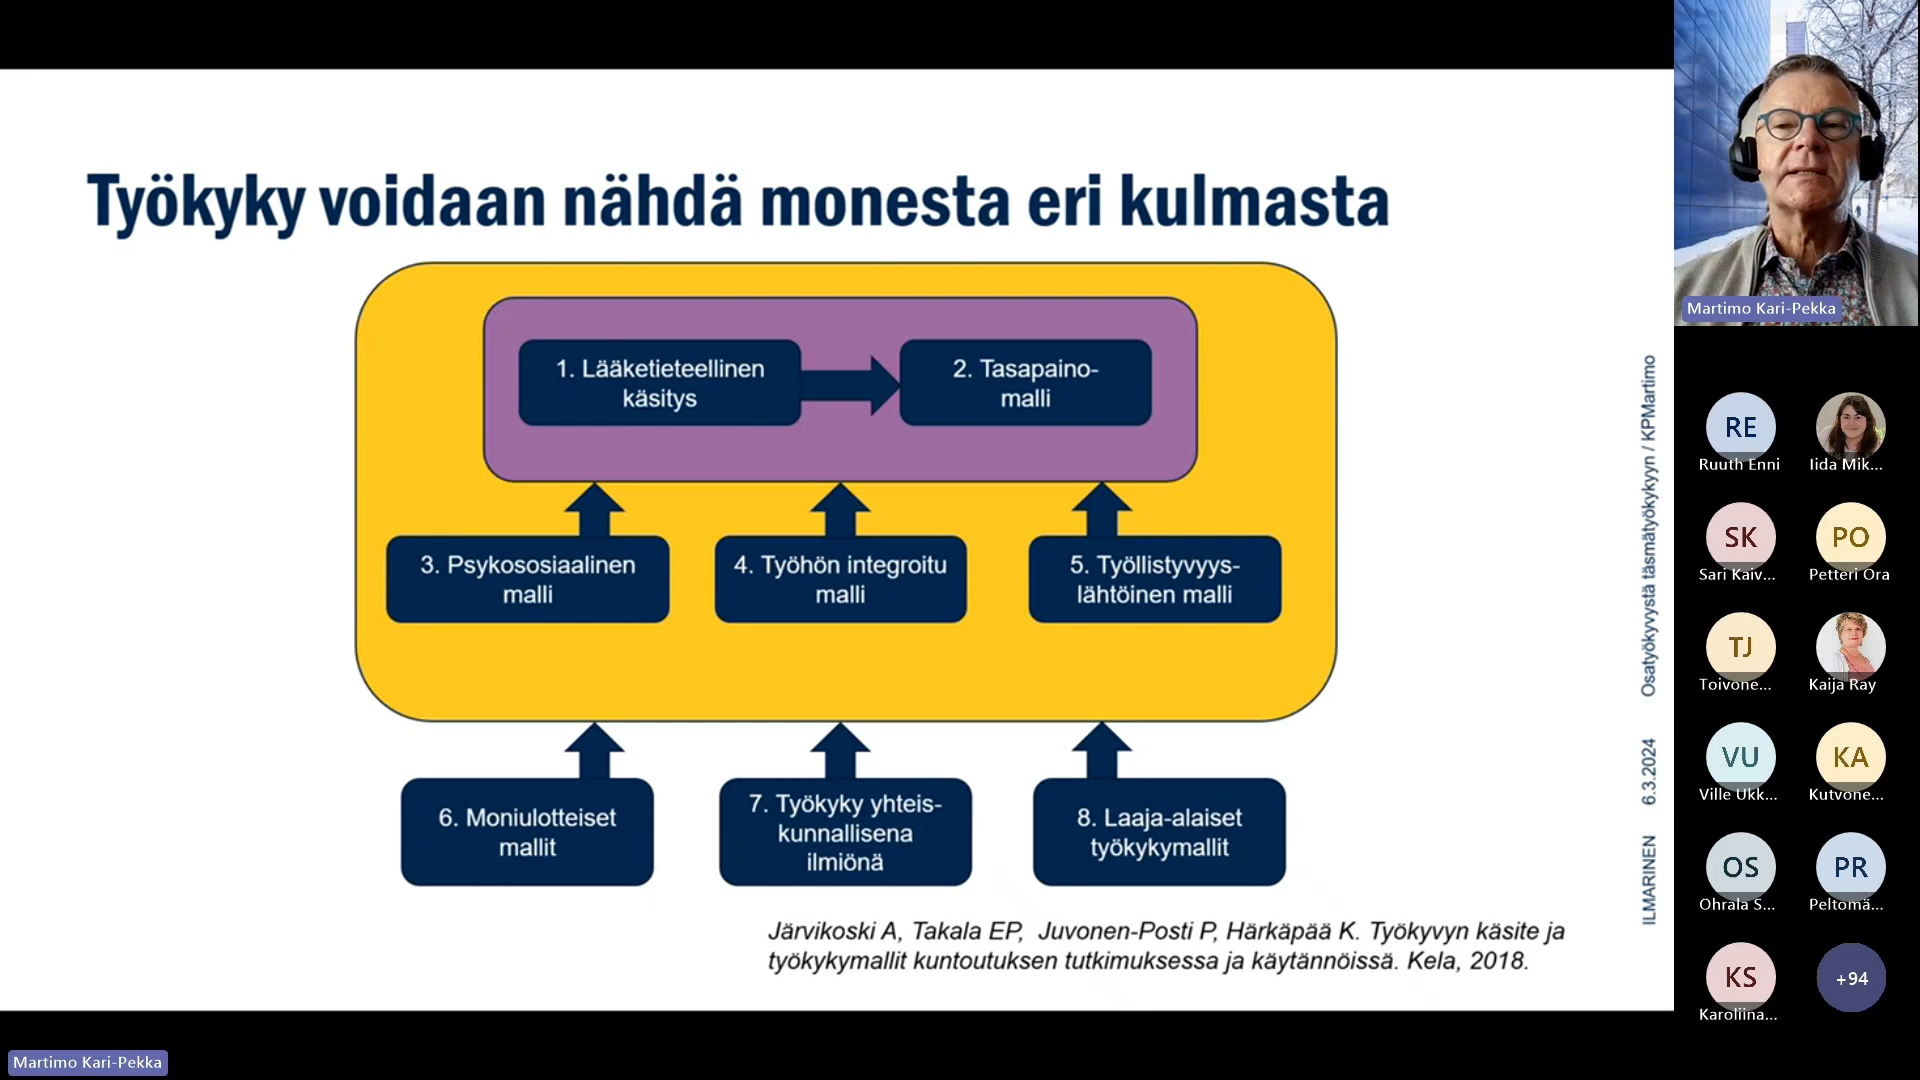 Työkyky voidaan nähdä monesta eri kulmasta
1. Lääketieteellinen
käsitys
2. Tasapaino-
malli
3. Psykososiaalinen
malli
4. Työhön integroitu
malli
5. Työllistyvyys-
lähtöinen malli
6. Moniulotteiset
mallit
7. Työkyky yhteis-
kunnallisena
ilmiönä
8. Laaja-alaiset
työkykymallit
Järvikoski A, Takala EP, Juvonen-Posti P, Härkäpää K. Työkyvyn käsite ja
työkykymallit kuntoutuksen tutkimuksessa ja käytännöissä. Kela, 2018.
ILMARINEN 6.3.2024 Osatyökyvystä täsmätyökykyyn / KPMartimo
Martimo Kari-Pekka
RE
Ruuth Enni
Iida Mik...
SK
Sari Kaiv...
PO
Petteri Ora
TJ
Toivone...
Kaija Ray
VU
Ville Ukk...
KA
Kutvone...
OS
Ohrala S...
PR
Peltomä...
KS
Karoliina...
+94
Martimo Kari-Pekka